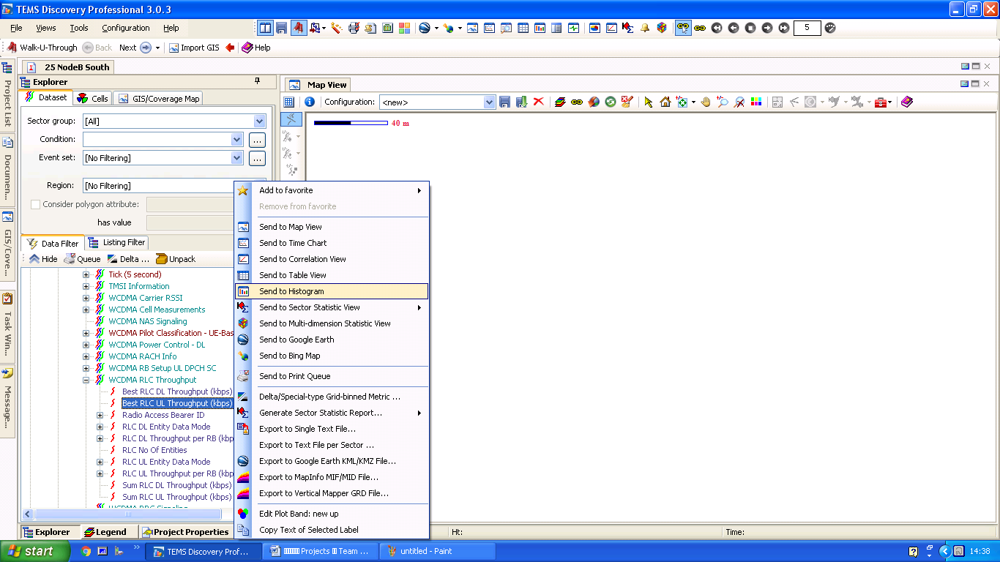 TEMS Discovery Professional 3.0.3
File Views Tools Configuration Help 5
Walk-U-Through Back Next Import GIS Help
25 NodeB South
Explorer
Map View
Dataset Cells GIS/Coverage Map
Configuration: <new>
Sector group: [All]
40 m
Condition: ...
Event set: [No Filtering] ...
Region: [No Filtering]
Consider polygon attribute:
has value
Data Filter Listing Filter
Hide Queue Delta ... Unpack
Tick (5 second)
TMSI Information
WCDMA Carrier RSSI
WCDMA Cell Measurements
WCDMA NAS Signaling
WCDMA Pilot Classification - UE-Bas
WCDMA Power Control - DL
WCDMA RACH Info
WCDMA RB Setup UL DPCH SC
WCDMA RLC Throughput
Best RLC DL Throughput (kbps)
Best RLC UL Throughput (kbps)
Radio Access Bearer ID
RLC DL Entity Data Mode
RLC DL Throughput per RB (kbp
RLC No Of Entities
RLC UL Entity Data Mode
RLC UL Throughput per RB (kbp
Sum RLC DL Throughput (kbps)
Sum RLC UL Throughput (kbps)
WCDMA RRC Signaling
Add to favorite
Remove from favorite
Send to Map View
Send to Time Chart
Send to Correlation View
Send to Table View
Send to Histogram
Send to Sector Statistic View
Send to Multi-dimension Statistic View
Send to Google Earth
Send to Bing Map
Send to Print Queue
Delta/Special-type Grid-binned Metric ...
Generate Sector Statistic Report...
Export to Single Text File...
Export to Text File per Sector ...
Export to Google Earth KML/KMZ File...
Export to MapInfo MIF/MID File...
Export to Vertical Mapper GRD File...
Edit Plot Band: new up
Copy Text of Selected Label
Project List
Documen...
GIS/Cove...
Task Win...
Message...
Explorer Legend Project Properties
Ht: Time:
start TEMS Discovery Prof... Projects Team ... untitled - Paint 14:38